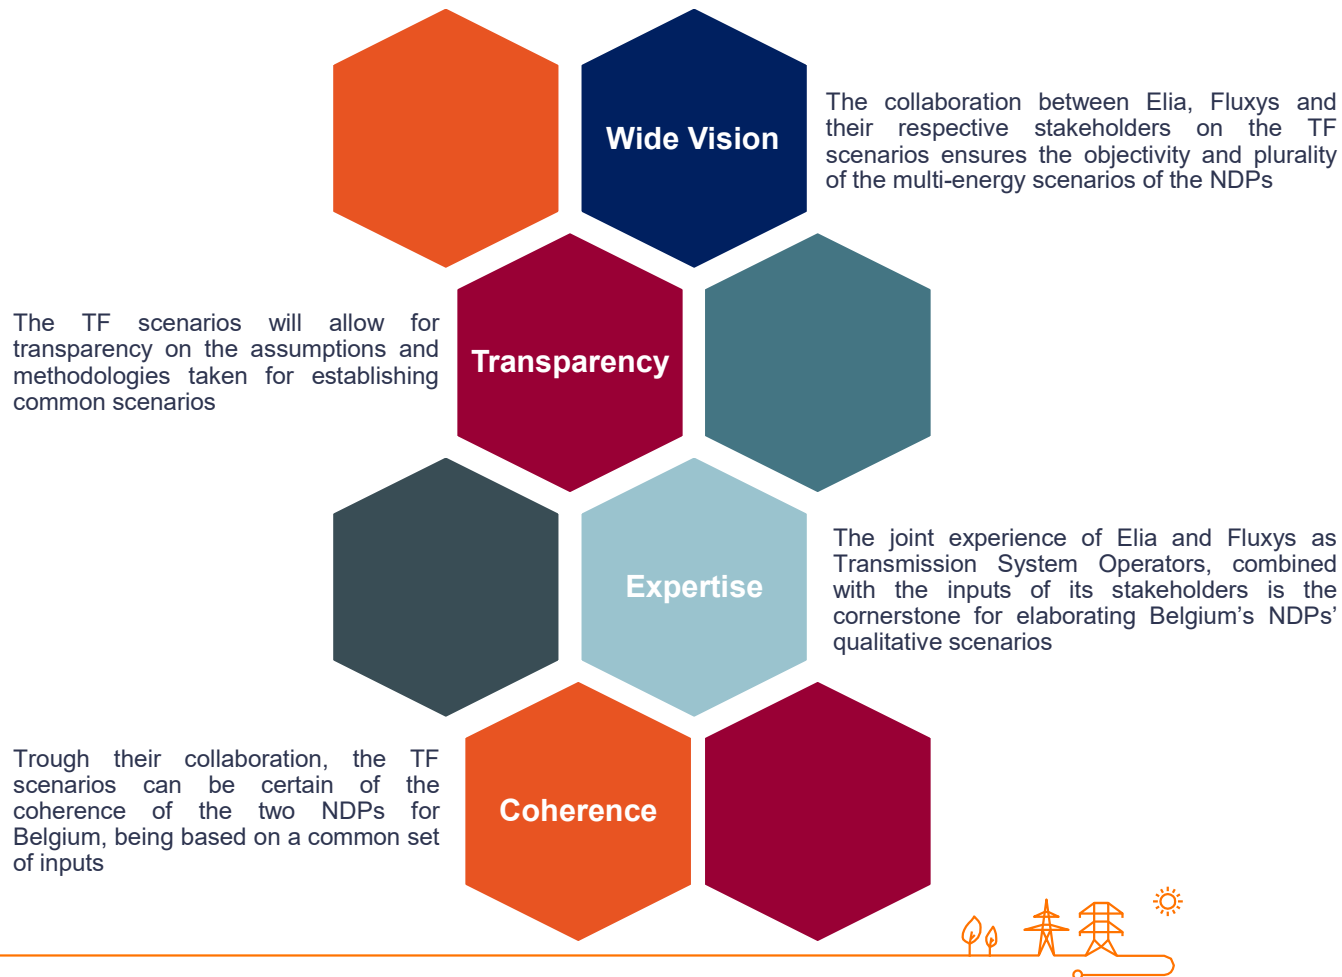 Wide Vision
The collaboration between Elia, Fluxys and
their respective stakeholders on the TF
scenarios ensures the objectivity and plurality
of the multi-energy scenarios of the NDPs
The TF scenarios will allow for
transparency on the assumptions and
methodologies taken for establishing
common scenarios
Transparency
Expertise
The joint experience of Elia and Fluxys as
Transmission System Operators, combined
with the inputs of its stakeholders is the
cornerstone for elaborating Belgium’s NDPs’
qualitative scenarios
Trough their collaboration, the TF
scenarios can be certain of the
coherence of the two NDPs for
Belgium, being based on a common set
of inputs
Coherence